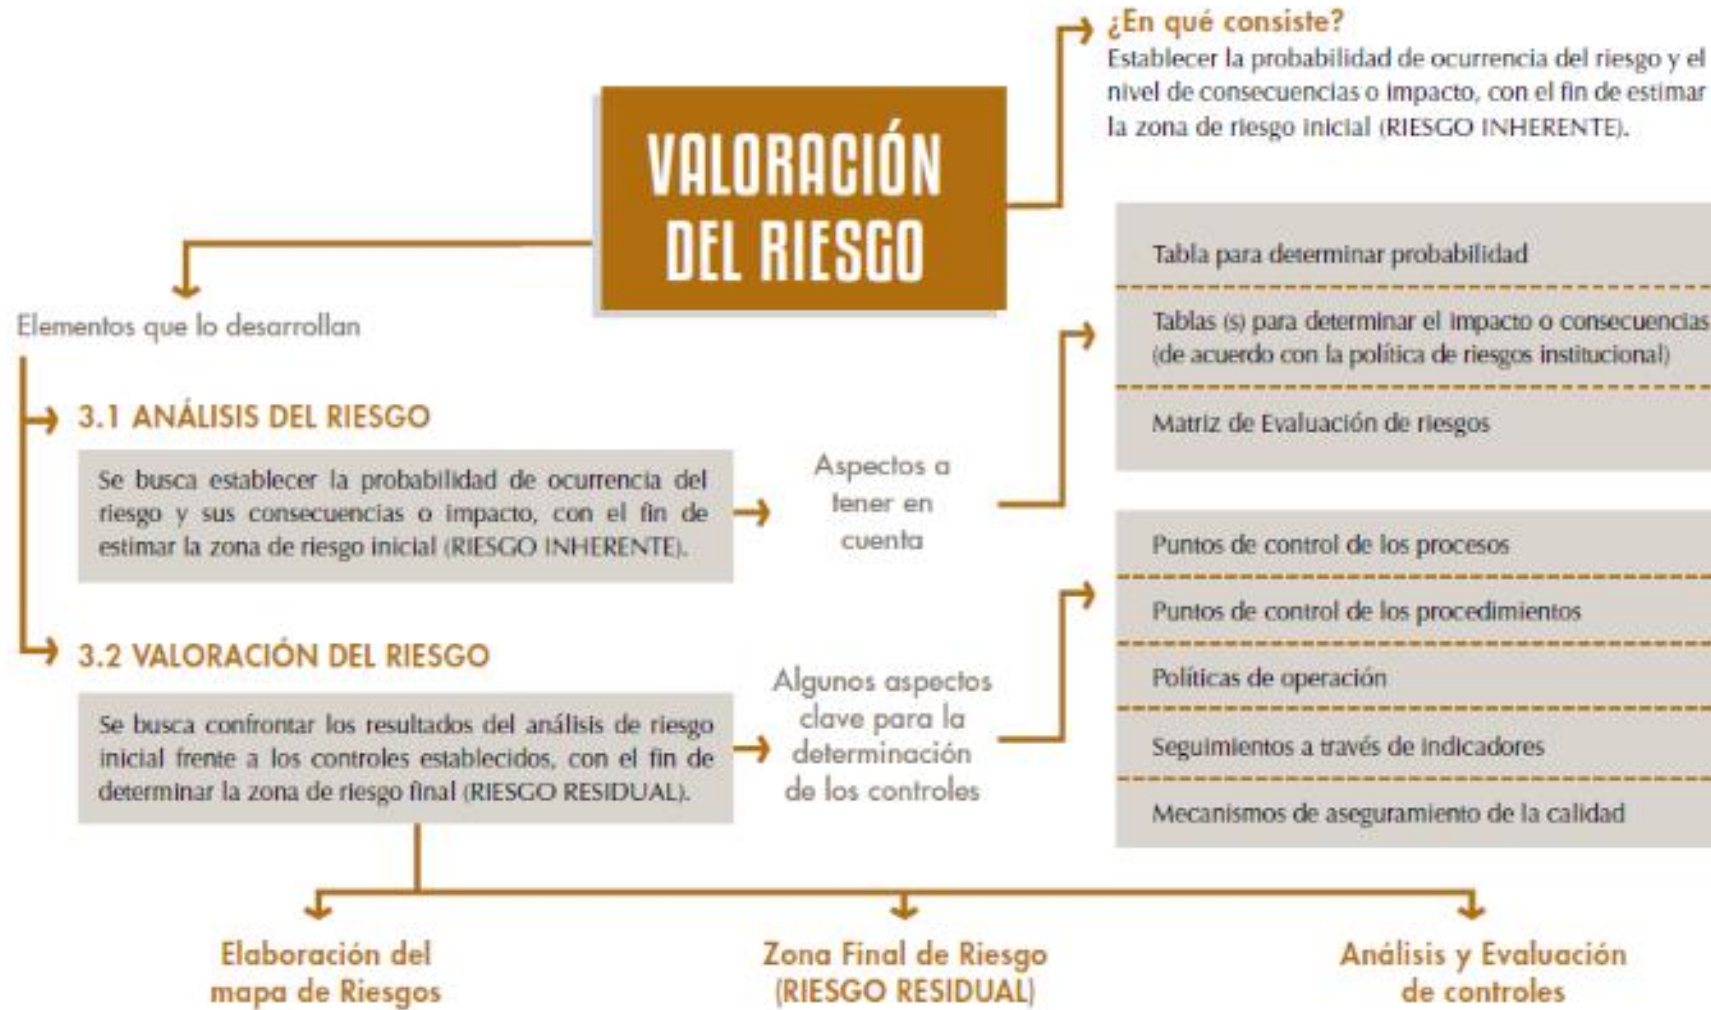 ¿En qué consiste?
Establecer la probabilidad de ocurrencia del riesgo y el
nivel de consecuencias o impacto, con el fin de estimar
la zona de riesgo inicial (RIESGO INHERENTE).
VALORACIÓN
DEL RIESGO
Elementos que lo desarrollan
3.1 ANÁLISIS DEL RIESGO
Se busca establecer la probabilidad de ocurrencia del
riesgo y sus consecuencias o impacto, con el fin de
estimar la zona de riesgo inicial (RIESGO INHERENTE).
Aspectos a
tener en
cuenta
Tabla para determinar probabilidad
Tablas (s) para determinar el impacto o consecuencias
(de acuerdo con la política de riesgos institucional)
Matriz de Evaluación de riesgos
3.2 VALORACIÓN DEL RIESGO
Se busca confrontar los resultados del análisis de riesgo
inicial frente a los controles establecidos, con el fin de
determinar la zona de riesgo final (RIESGO RESIDUAL).
Algunos aspectos
clave para la
determinación
de los controles
Puntos de control de los procesos
Puntos de control de los procedimientos
Políticas de operación
Seguimientos a través de indicadores
Mecanismos de aseguramiento de la calidad
Elaboración del
mapa de Riesgos
Zona Final de Riesgo
(RIESGO RESIDUAL)
Análisis y Evaluación
de controles